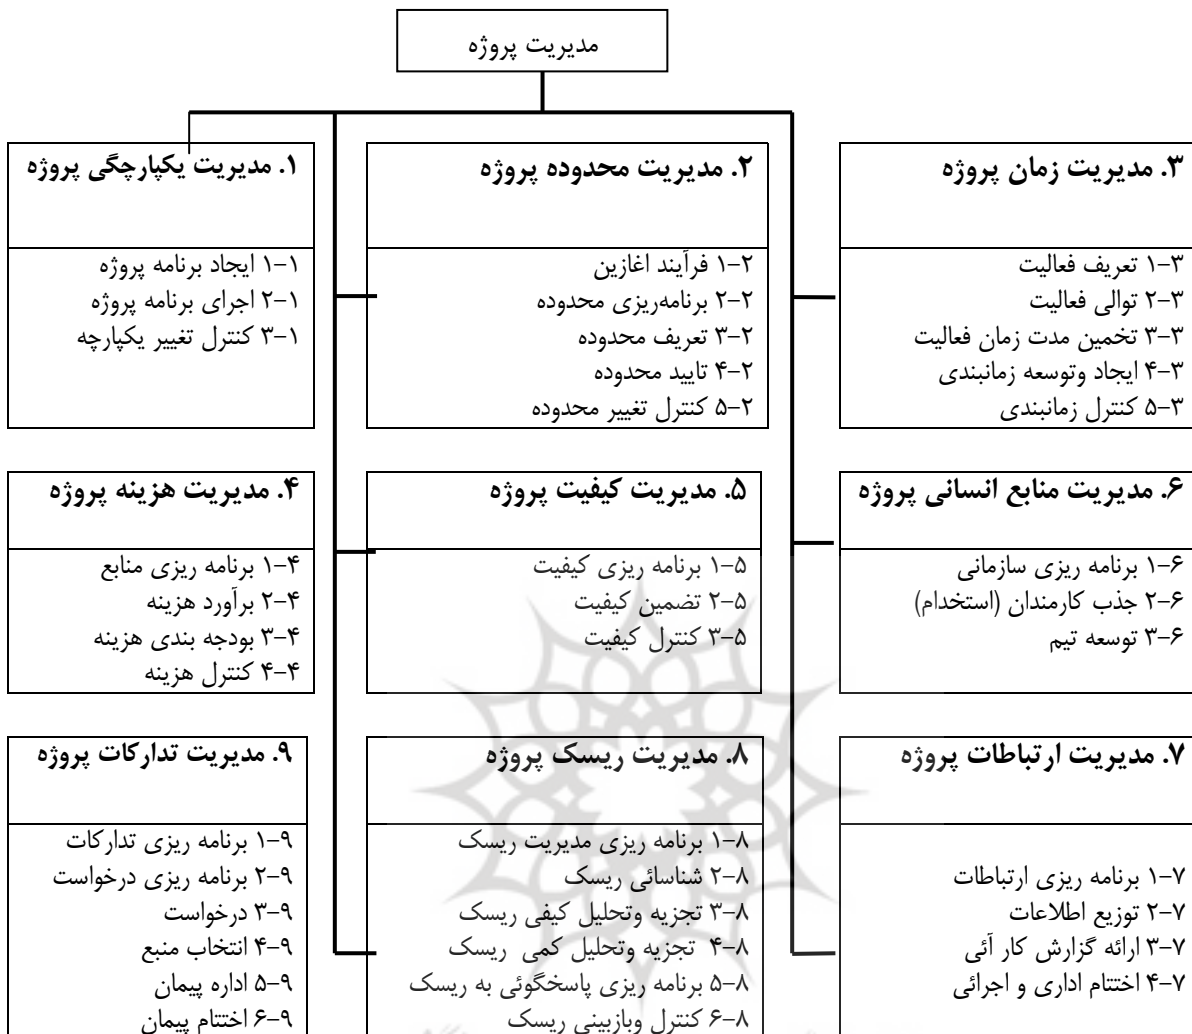 مدیریت پروژه
۱. مدیریت یکپارچگی پروژه
۱-۱ ایجاد برنامه پروژه
۲-۱ اجرای برنامه پروژه
۳-۱ کنترل تغییر یکپارچه
۲. مدیریت محدوده پروژه
۱-۲ فرآیند اغازین
۲-۲ برنامه‌ریزی محدوده
۳-۲ تعریف محدوده
۴-۲ تایید محدوده
۵-۲ کنترل تغییر محدوده
۳. مدیریت زمان پروژه
۱-۳ تعریف فعالیت
۲-۳ توالی فعالیت
۳-۳ تخمین مدت زمان فعالیت
۴-۳ ایجاد وتوسعه زمانبندی
۵-۳ کنترل زمانبندی
۴. مدیریت هزینه پروژه
۱-۴ برنامه ریزی منابع
۲-۴ برآورد هزینه
۳-۴ بودجه بندی هزینه
۴-۴ کنترل هزینه
۵. مدیریت کیفیت پروژه
۱-۵ برنامه ریزی کیفیت
۲-۵ تضمین کیفیت
۳-۵ کنترل کیفیت
۶. مدیریت منابع انسانی پروژه
۱-۶ برنامه ریزی سازمانی
۲-۶ جذب کارمندان (استخدام)
۳-۶ توسعه تیم
۷. مدیریت ارتباطات پروژه
۱-۷ برنامه ریزی ارتباطات
۲-۷ توزیع اطلاعات
۳-۷ ارائه گزارش کار آئی
۴-۷ اختتام اداری و اجرائی
۸. مدیریت ریسک پروژه
۱-۸ برنامه ریزی مدیریت ریسک
۲-۸ شناسائی ریسک
۳-۸ تجزیه وتحلیل کیفی ریسک
۴-۸ تجزیه وتحلیل کمی ریسک
۵-۸ برنامه ریزی پاسخگوئی به ریسک
۶-۸ کنترل وبازبینی ریسک
۹. مدیریت تدارکات پروژه
۱-۹ برنامه ریزی تدارکات
۲-۹ برنامه ریزی درخواست
۳-۹ درخواست
۴-۹ انتخاب منبع
۵-۹ اداره پیمان
۶-۹ اختتام پیمان